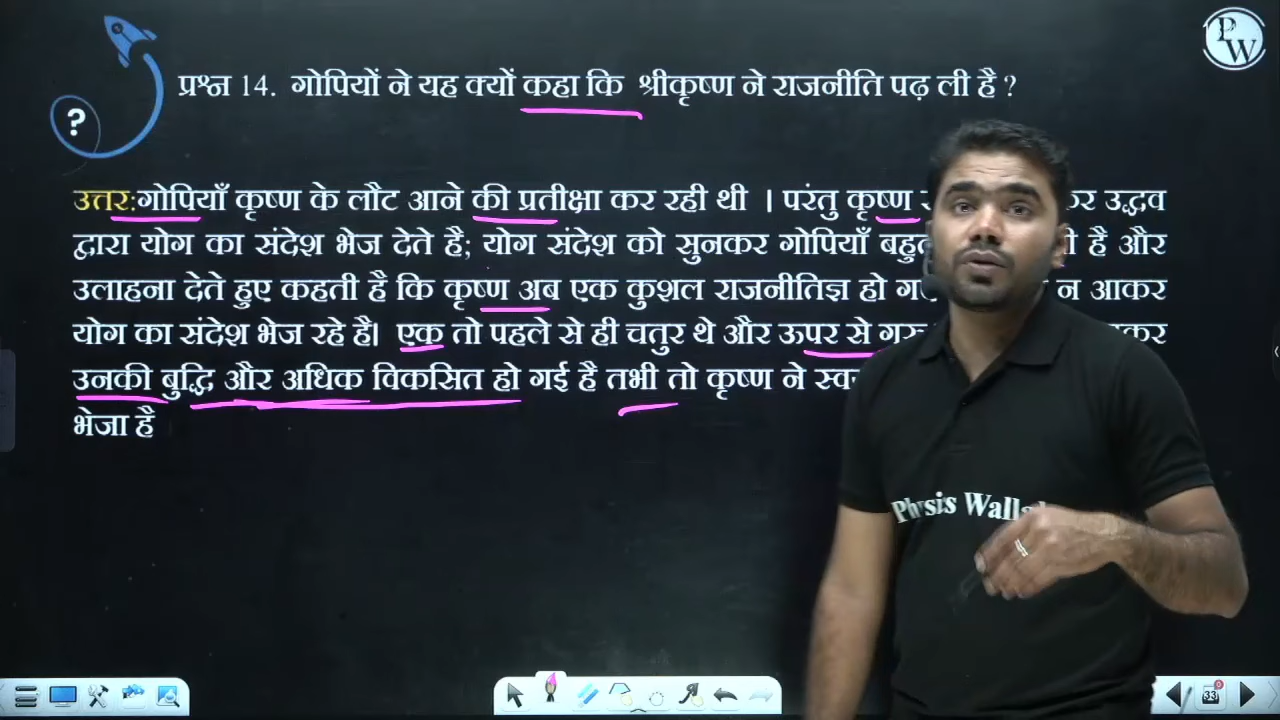 PW
?
प्रश्न 14. गोपियों ने यह क्यों कहा कि श्रीकृष्ण ने राजनीति पढ़ ली है ?
उत्तर:गोपियाँ कृष्ण के लौट आने की प्रतीक्षा कर रही थी । परंतु कृष्ण उद्धव
द्वारा योग का संदेश भेज देते है; योग संदेश को सुनकर गोपियाँ है और
उलाहना देते हुए कहती है कि कृष्ण अब एक कुशल राजनीतिज्ञ हो न आकर
योग का संदेश भेज रहे है। एक तो पहले से ही चतुर थे और ऊपर से
उनकी बुद्धि और अधिक विकसित हो गई है तभी तो कृष्ण ने
भेजा है
Physics
33